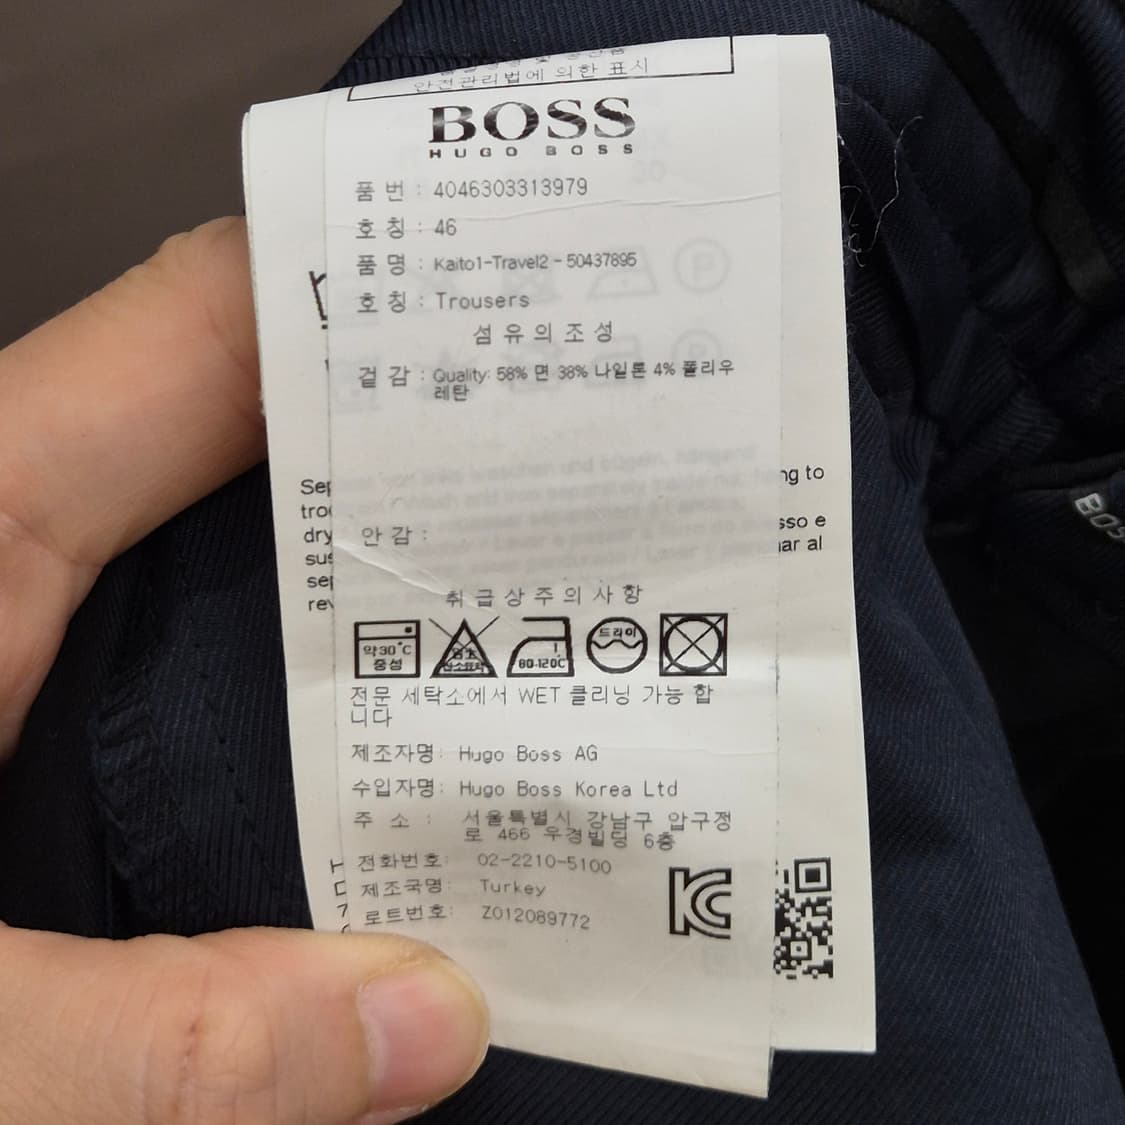 안전관리법에 의한 표시
BOSS
HUGO BOSS
품 번 : 4046303313979
호 칭 : 46
품 명 : Kaito1-Travel2 - 50437895
호 칭 : Trousers
섬 유 의 조 성
겉 감 : Quality: 58% 면 38% 나일론 4% 폴리우
레탄
hing to
안 감 :
sso e
nar al
취 급 상 주 의 사 항
약30℃
중성
80-120C
드라이
전문 세탁소에서 WET 클리닝 가능 합
니다
제조자명: Hugo Boss AG
수입자명: Hugo Boss Korea Ltd
주 소 : 서울특별시 강남구 압구정
로 466 우경빌딩 6층
전화번호: 02-2210-5100
제조국명: Turkey
로트번호: Z012089772
KC
BOS